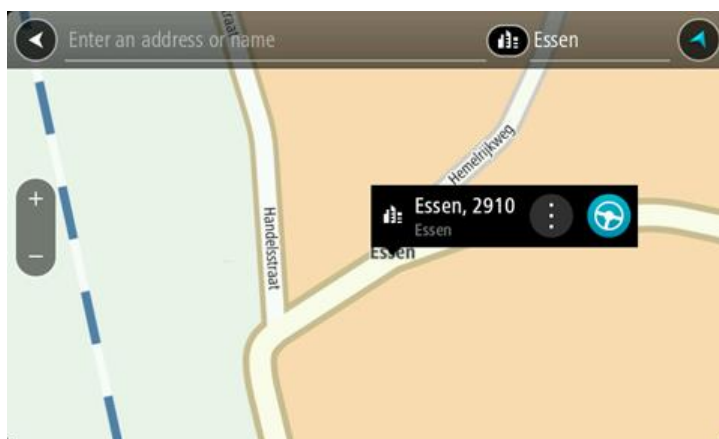 Enter an address or name
Essen
Hemelrijkweg
Essen, 2910
Essen
Essen
Handelsstraat